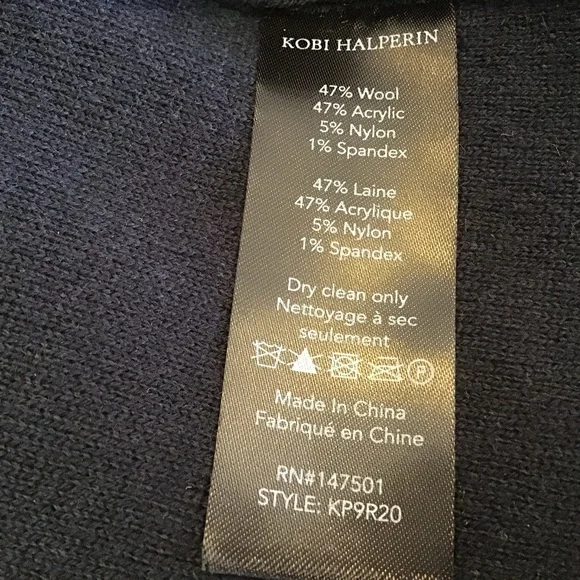 KOBI HALPERIN
47% Wool
47% Acrylic
5% Nylon
1% Spandex
47% Laine
47% Acrylique
5% Nylon
1% Spandex
Dry clean only
Nettoyage à sec
seulement
P
Made In China
Fabriqué en Chine
RN#147501
STYLE: KP9R20